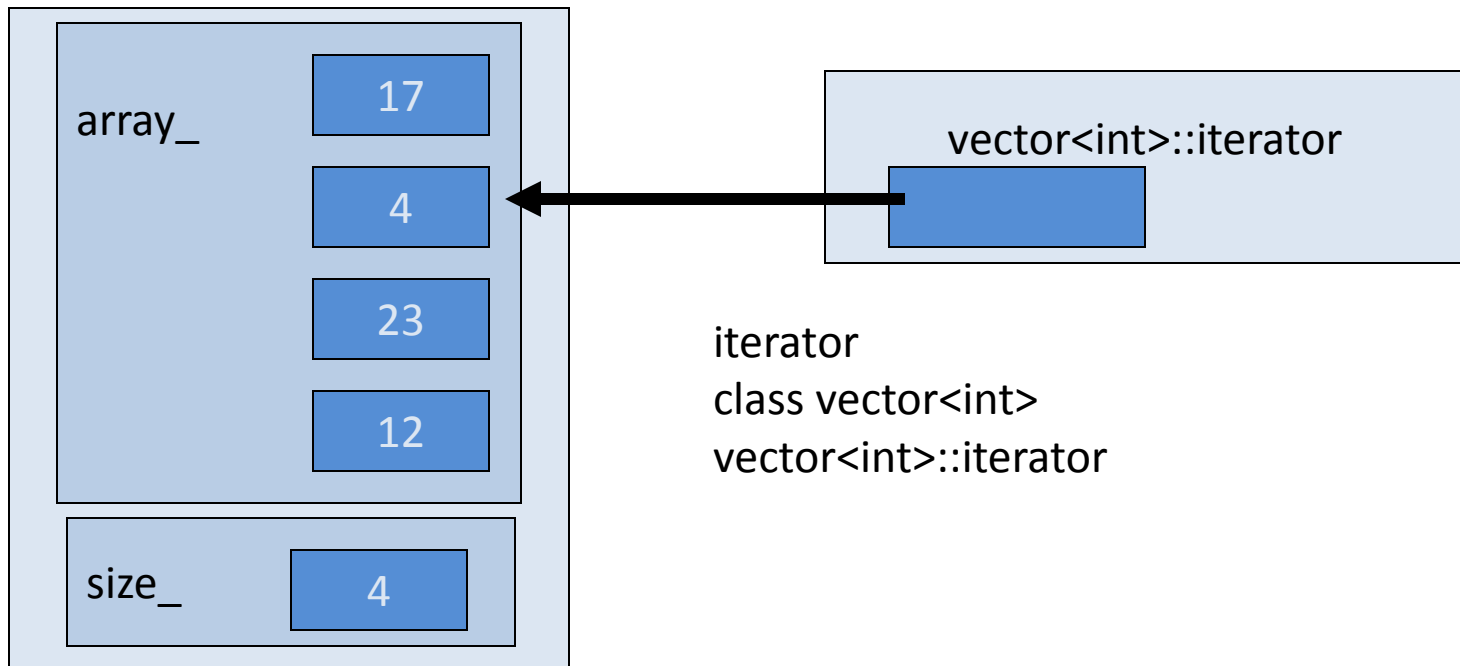 array_
17
4
23
12
size_
4
vector<int>::iterator
iterator
class vector<int>
vector<int>::iterator